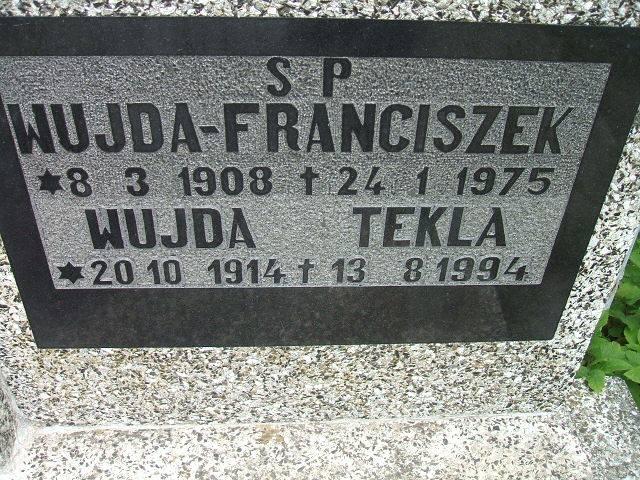 S P
WUJDA-FRANCISZEK
*8 3 1908 † 24 1 1975
WUJDA TEKLA
*20 10 1914 † 13 8 1994